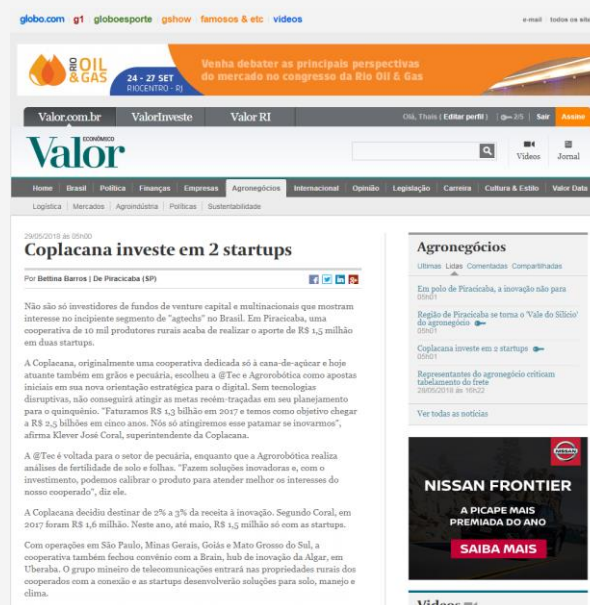 globo.com g1 globoesporte gshow famosos & etc vídeos e-mail todos os
RIO OIL & GAS
24 - 27 SET
RIOCENTRO - RJ
Venha debater as principais perspectivas
do mercado no congresso da Rio Oil & Gas
Valor.com.br ValorInveste Valor RI Olá, Thais ( Editar perfil ) 2/5 Sair Assine
Valor ECONÔMICO
Vídeos Jornal
Home Brasil Política Finanças Empresas Agronegócios Internacional Opinião Legislação Carreira Cultura & Estilo Valor Data
Logística Mercados Agroindústria Políticas Sustentabilidade
29/05/2018 às 05h00
Coplacana investe em 2 startups
Por Bettina Barros | De Piracicaba (SP)
Não são só investidores de fundos de venture capital e multinacionais que mostram
interesse no incipiente segmento de "agtechs" no Brasil. Em Piracicaba, uma
cooperativa de 10 mil produtores rurais acaba de realizar o aporte de R$ 1,5 milhão
em duas startups.
A Coplacana, originalmente uma cooperativa dedicada só à cana-de-açúcar e hoje
atuante também em grãos e pecuária, escolheu a @Tec e Agrorobótica como apostas
iniciais em sua nova orientação estratégica para o digital. Sem tecnologias
disruptivas, não conseguirá atingir as metas recém-traçadas em seu planejamento
para o quinquênio. "Faturamos R$ 1,3 bilhão em 2017 e temos como objetivo chegar
a R$ 2,5 bilhões em cinco anos. Nós só atingiremos esse patamar se inovarmos",
afirma Klever José Coral, superintendente da Coplacana.
A @Tec é voltada para o setor de pecuária, enquanto que a Agrorobótica realiza
análises de fertilidade de solo e folhas. "Fazem soluções inovadoras e, com o
investimento, podemos calibrar o produto para atender melhor os interesses do
nosso cooperado", diz ele.
A Coplacana decidiu destinar de 2% a 3% da receita à inovação. Segundo Coral, em
2017 foram R$ 1,6 milhão. Neste ano, até maio, R$ 1,5 milhão só com as startups.
Com operações em São Paulo, Minas Gerais, Goiás e Mato Grosso do Sul, a
cooperativa também fechou convênio com a Brain, hub de inovação da Algar, em
Uberaba. O grupo mineiro de telecomunicações entrará nas propriedades rurais dos
cooperados com a conexão e as startups desenvolverão soluções para solo, manejo e
clima.
Agronegócios
Últimas Lidas Comentadas Compartilhadas
Em polo de Piracicaba, a inovação não para
05h01
Região de Piracicaba se torna o 'Vale do Silício'
do agronegócio
05h01
Coplacana investe em 2 startups
05h01
Representantes do agronegócio criticam
tabelamento do frete
28/05/2018 às 16h22
Ver todas as notícias
NISSAN
NISSAN FRONTIER
A PICAPE MAIS
PREMIADA DO ANO
SAIBA MAIS
Vídeos